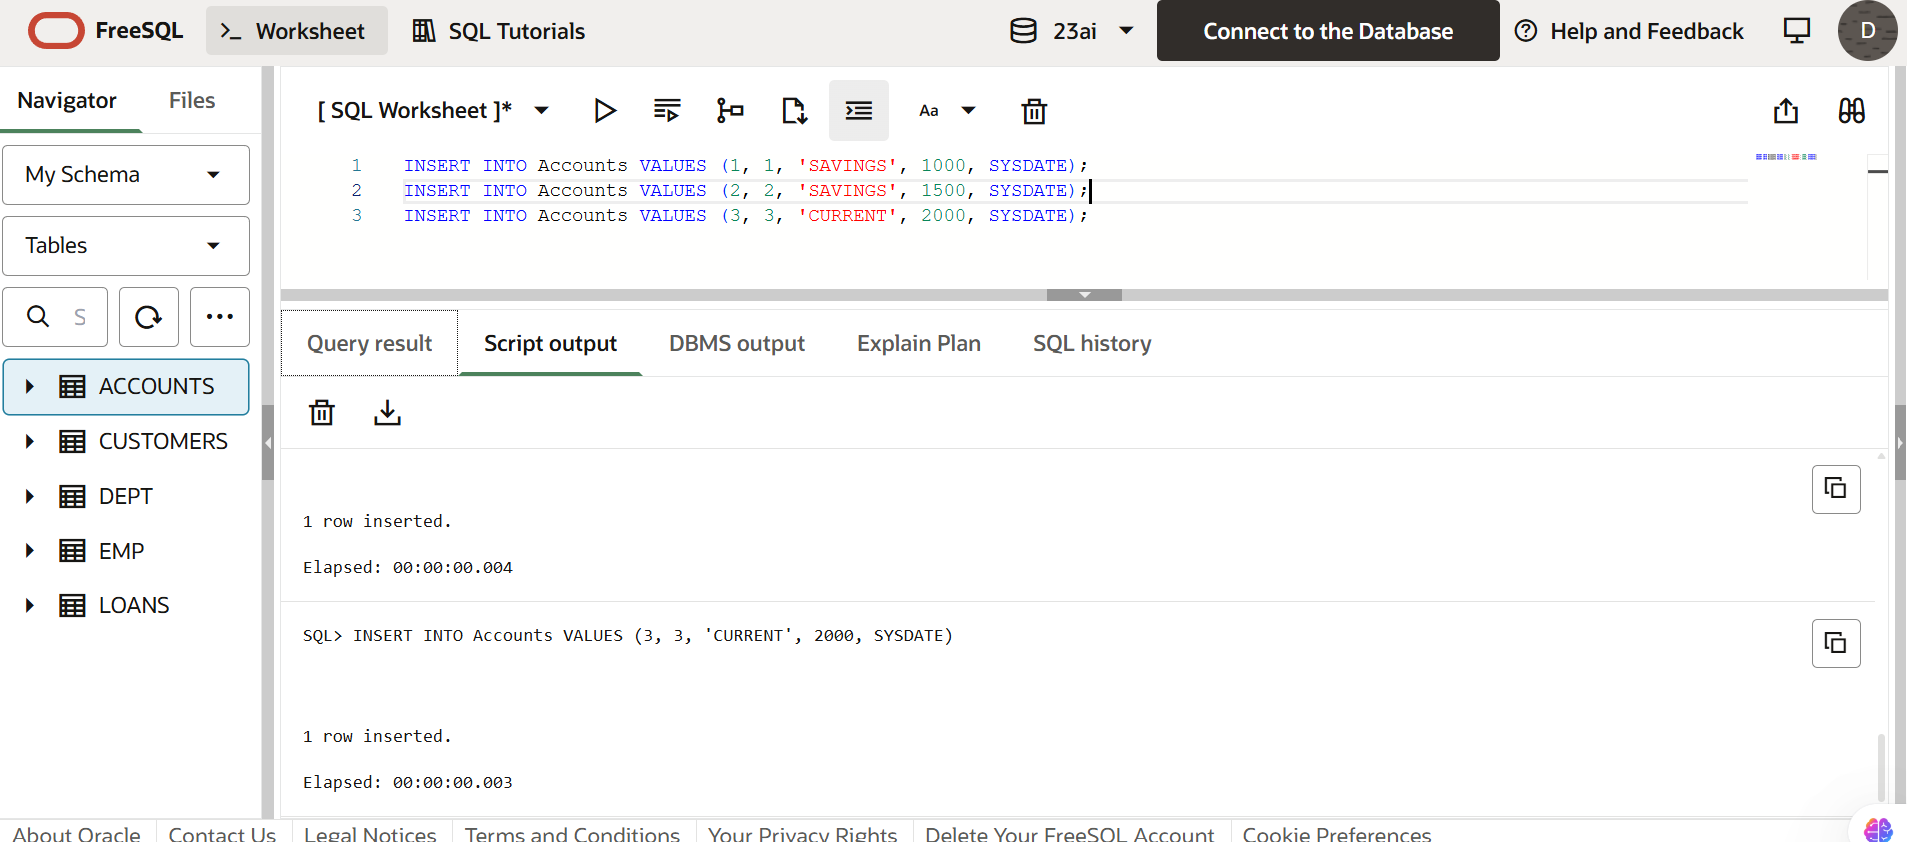 FreeSQL
Worksheet
SQL Tutorials
23ai
Connect to the Database
Help and Feedback
D
Navigator
Files
My Schema
Tables
S
ACCOUNTS
CUSTOMERS
DEPT
EMP
LOANS
[ SQL Worksheet ]*
Aa
1 INSERT INTO Accounts VALUES (1, 1, 'SAVINGS', 1000, SYSDATE);
2 INSERT INTO Accounts VALUES (2, 2, 'SAVINGS', 1500, SYSDATE);
3 INSERT INTO Accounts VALUES (3, 3, 'CURRENT', 2000, SYSDATE);
Query result
Script output
DBMS output
Explain Plan
SQL history
1 row inserted.
Elapsed: 00:00:00.004
SQL> INSERT INTO Accounts VALUES (3, 3, 'CURRENT', 2000, SYSDATE)
1 row inserted.
Elapsed: 00:00:00.003
About Oracle
Contact Us
Legal Notices
Terms and Conditions
Your Privacy Rights
Delete Your FreeSQL Account
Cookie Preferences